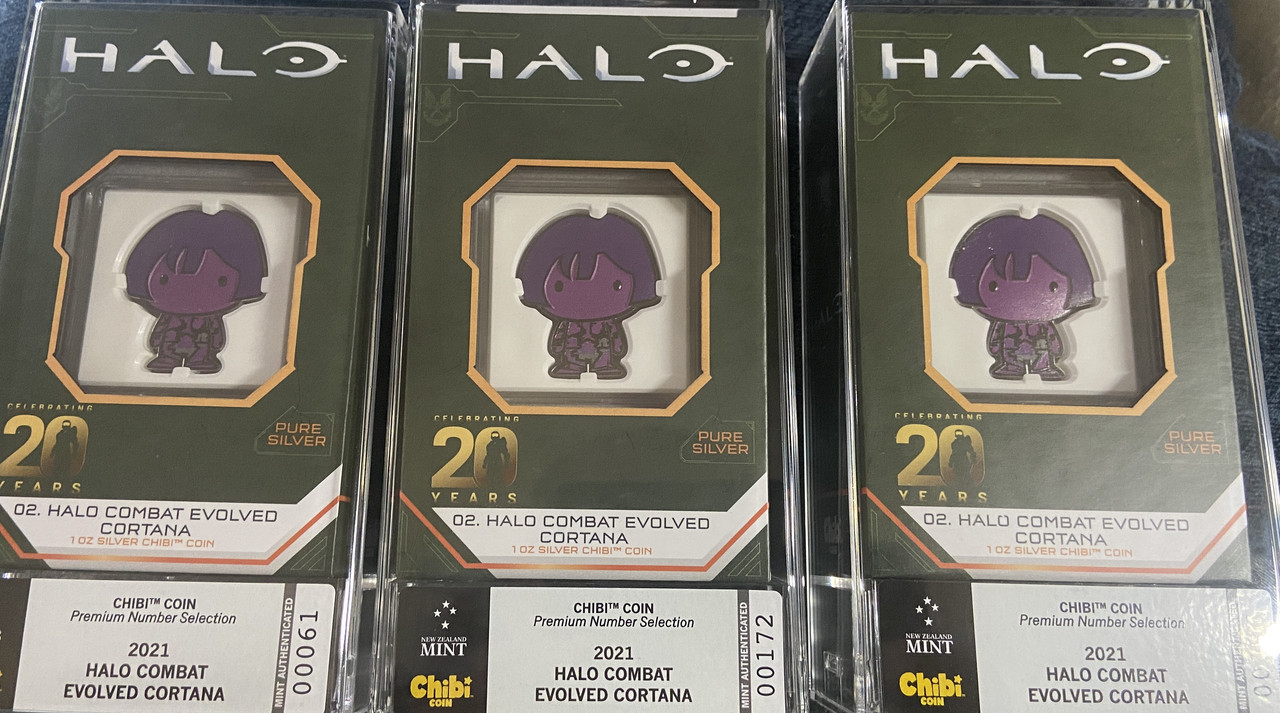 HALO
CELEBRATING
20
YEARS
PURE
SILVER
02. HALO COMBAT EVOLVED
CORTANA
1 OZ SILVER CHIBI™ COIN
CHIBI™ COIN
Premium Number Selection
2021
HALO COMBAT
EVOLVED CORTANA
MINT AUTHENTICATED
00061
HALO
CELEBRATING
20
YEARS
PURE
SILVER
02. HALO COMBAT EVOLVED
CORTANA
1 OZ SILVER CHIBI™ COIN
NEW ZEALAND
MINT
Chibi
COIN
CHIBI™ COIN
Premium Number Selection
2021
HALO COMBAT
EVOLVED CORTANA
MINT AUTHENTICATED
00172
HALO
CELEBRATING
20
YEARS
PURE
SILVER
02. HALO COMBAT EVOLVED
CORTANA
1 OZ SILVER CHIBI™ COIN
NEW ZEALAND
MINT
Chibi
COIN
CHIBI™ COIN
Premium Number Selection
2021
HALO COMBAT
EVOLVED CORTANA
MINT AUTHENTICATED